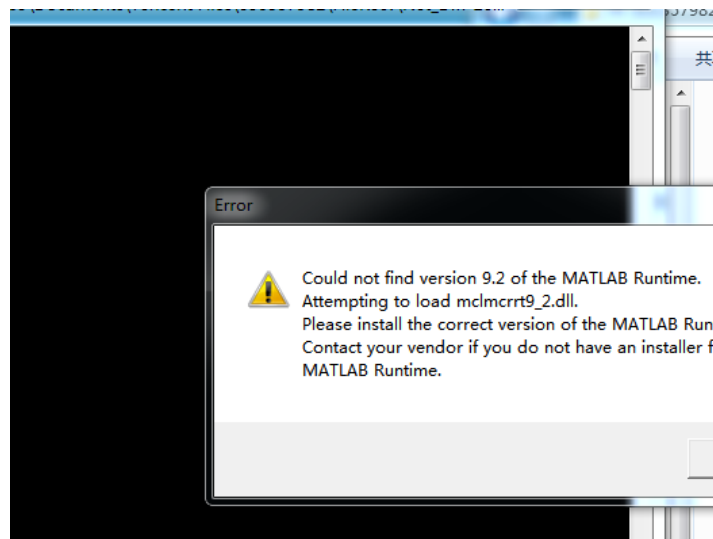 共
Error
Could not find version 9.2 of the MATLAB Runtime.
Attempting to load mclmcrrt9_2.dll.
Please install the correct version of the MATLAB Run
Contact your vendor if you do not have an installer f
MATLAB Runtime.